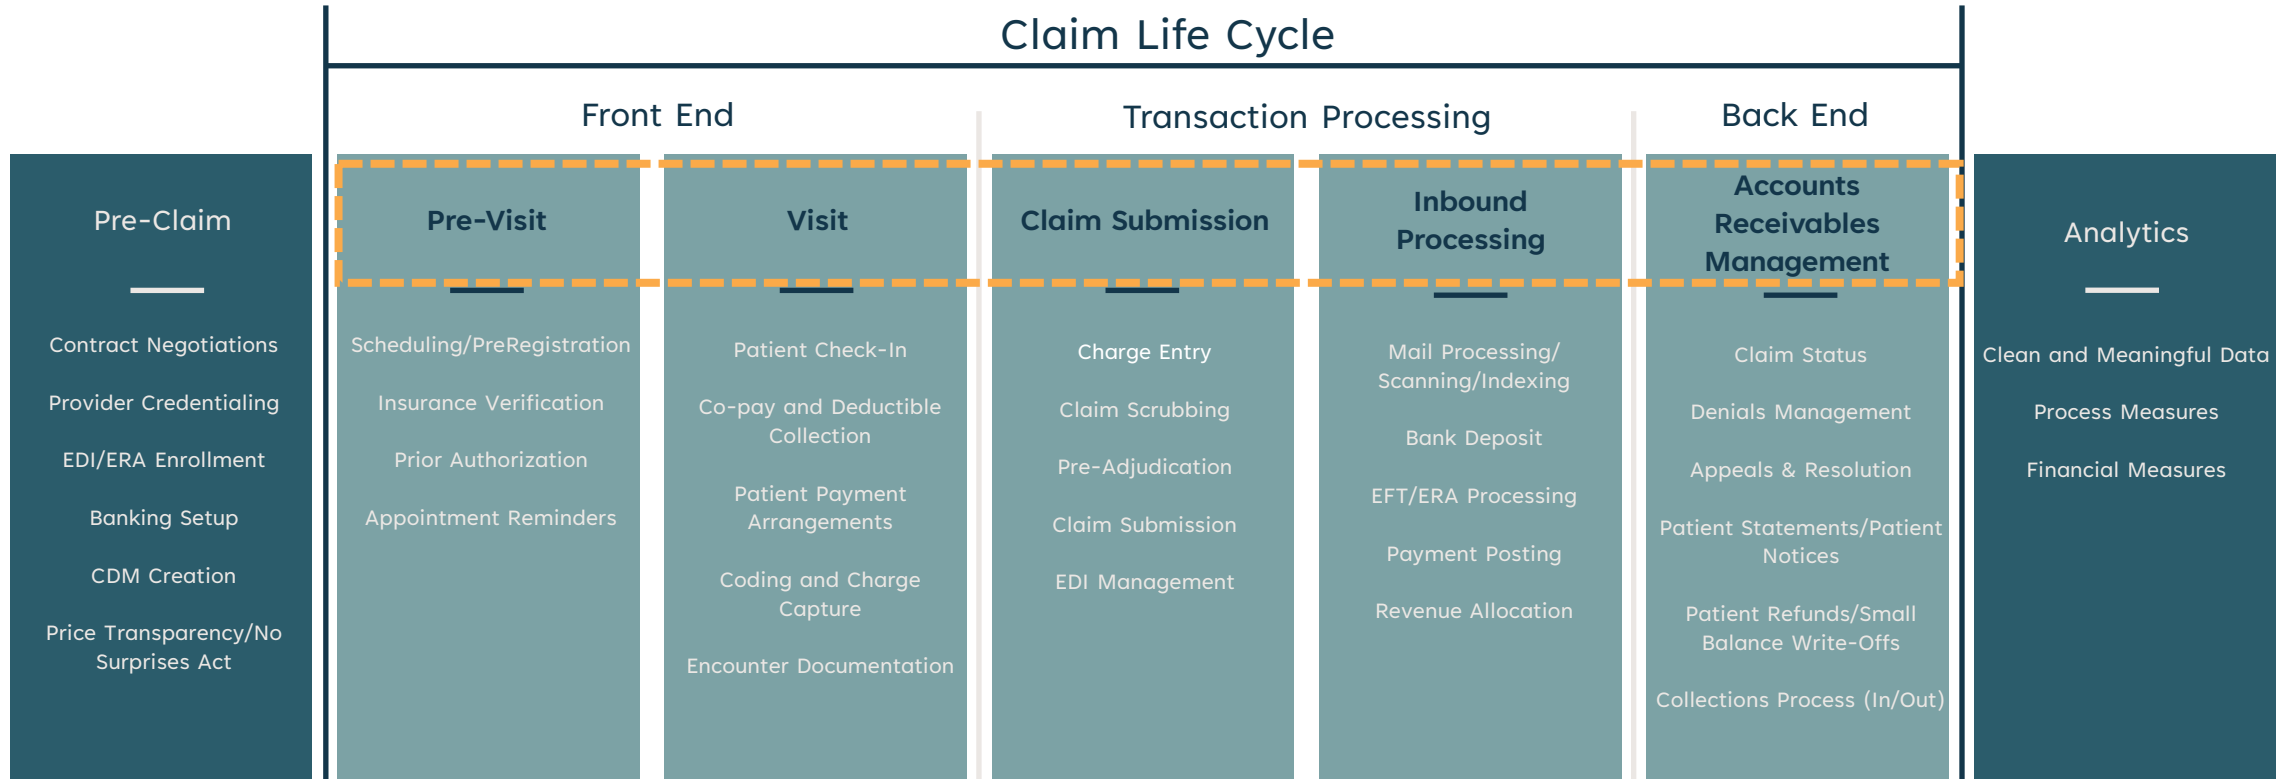 Claim Life Cycle
Front End
Transaction Processing
Back End
Pre-Claim
Contract Negotiations
Provider Credentialing
EDI/ERA Enrollment
Banking Setup
CDM Creation
Price Transparency/No
Surprises Act
Pre-Visit
Scheduling/PreRegistration
Insurance Verification
Prior Authorization
Appointment Reminders
Visit
Patient Check-In
Co-pay and Deductible
Collection
Patient Payment
Arrangements
Coding and Charge
Capture
Encounter Documentation
Claim Submission
Charge Entry
Claim Scrubbing
Pre-Adjudication
Claim Submission
EDI Management
Inbound
Processing
Mail Processing/
Scanning/Indexing
Bank Deposit
EFT/ERA Processing
Payment Posting
Revenue Allocation
Accounts
Receivables
Management
Claim Status
Denials Management
Appeals & Resolution
Patient Statements/Patient
Notices
Patient Refunds/Small
Balance Write-Offs
Collections Process (In/Out)
Analytics
Clean and Meaningful Data
Process Measures
Financial Measures